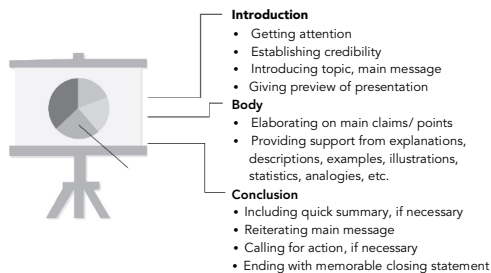 Introduction
• Getting attention
• Establishing credibility
• Introducing topic, main message
• Giving preview of presentation
Body
• Elaborating on main claims/ points
• Providing support from explanations,
descriptions, examples, illustrations,
statistics, analogies, etc.
Conclusion
• Including quick summary, if necessary
• Reiterating main message
• Calling for action, if necessary
• Ending with memorable closing statement